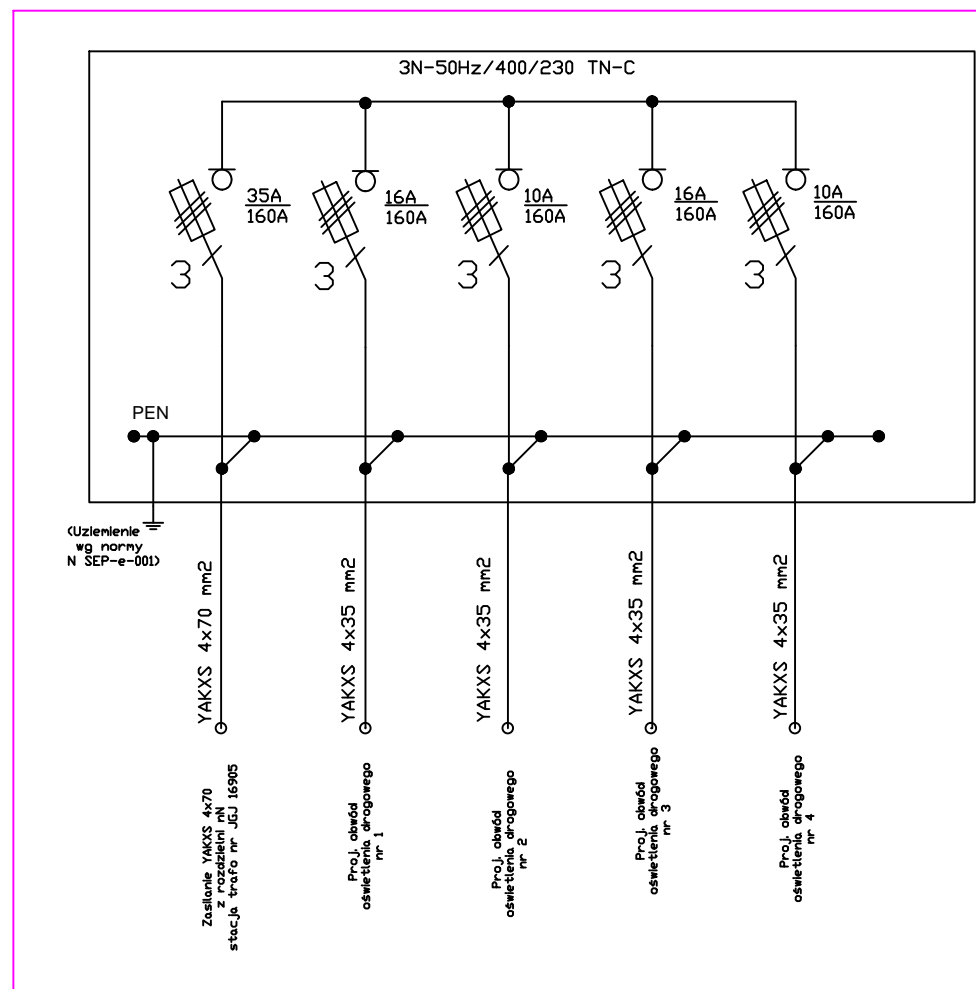 3N-50Hz/400/230 TN-C
35A
160A
3
16A
160A
3
10A
160A
3
16A
160A
3
10A
160A
3
PEN
(Uziemienie
wg normy
N SEP-e-001)
YAKXS 4x70 mm2
YAKXS 4x35 mm2
YAKXS 4x35 mm2
YAKXS 4x35 mm2
YAKXS 4x35 mm2
Zasilanie YAKXS 4x70
z rozdzielni nN
stacja trafo nr JGJ 16905
Proj. obwód
oświetlenia drogowego
nr 1
Proj. obwód
oświetlenia drogowego
nr 2
Proj. obwód
oświetlenia drogowego
nr 3
Proj. obwód
oświetlenia drogowego
nr 4